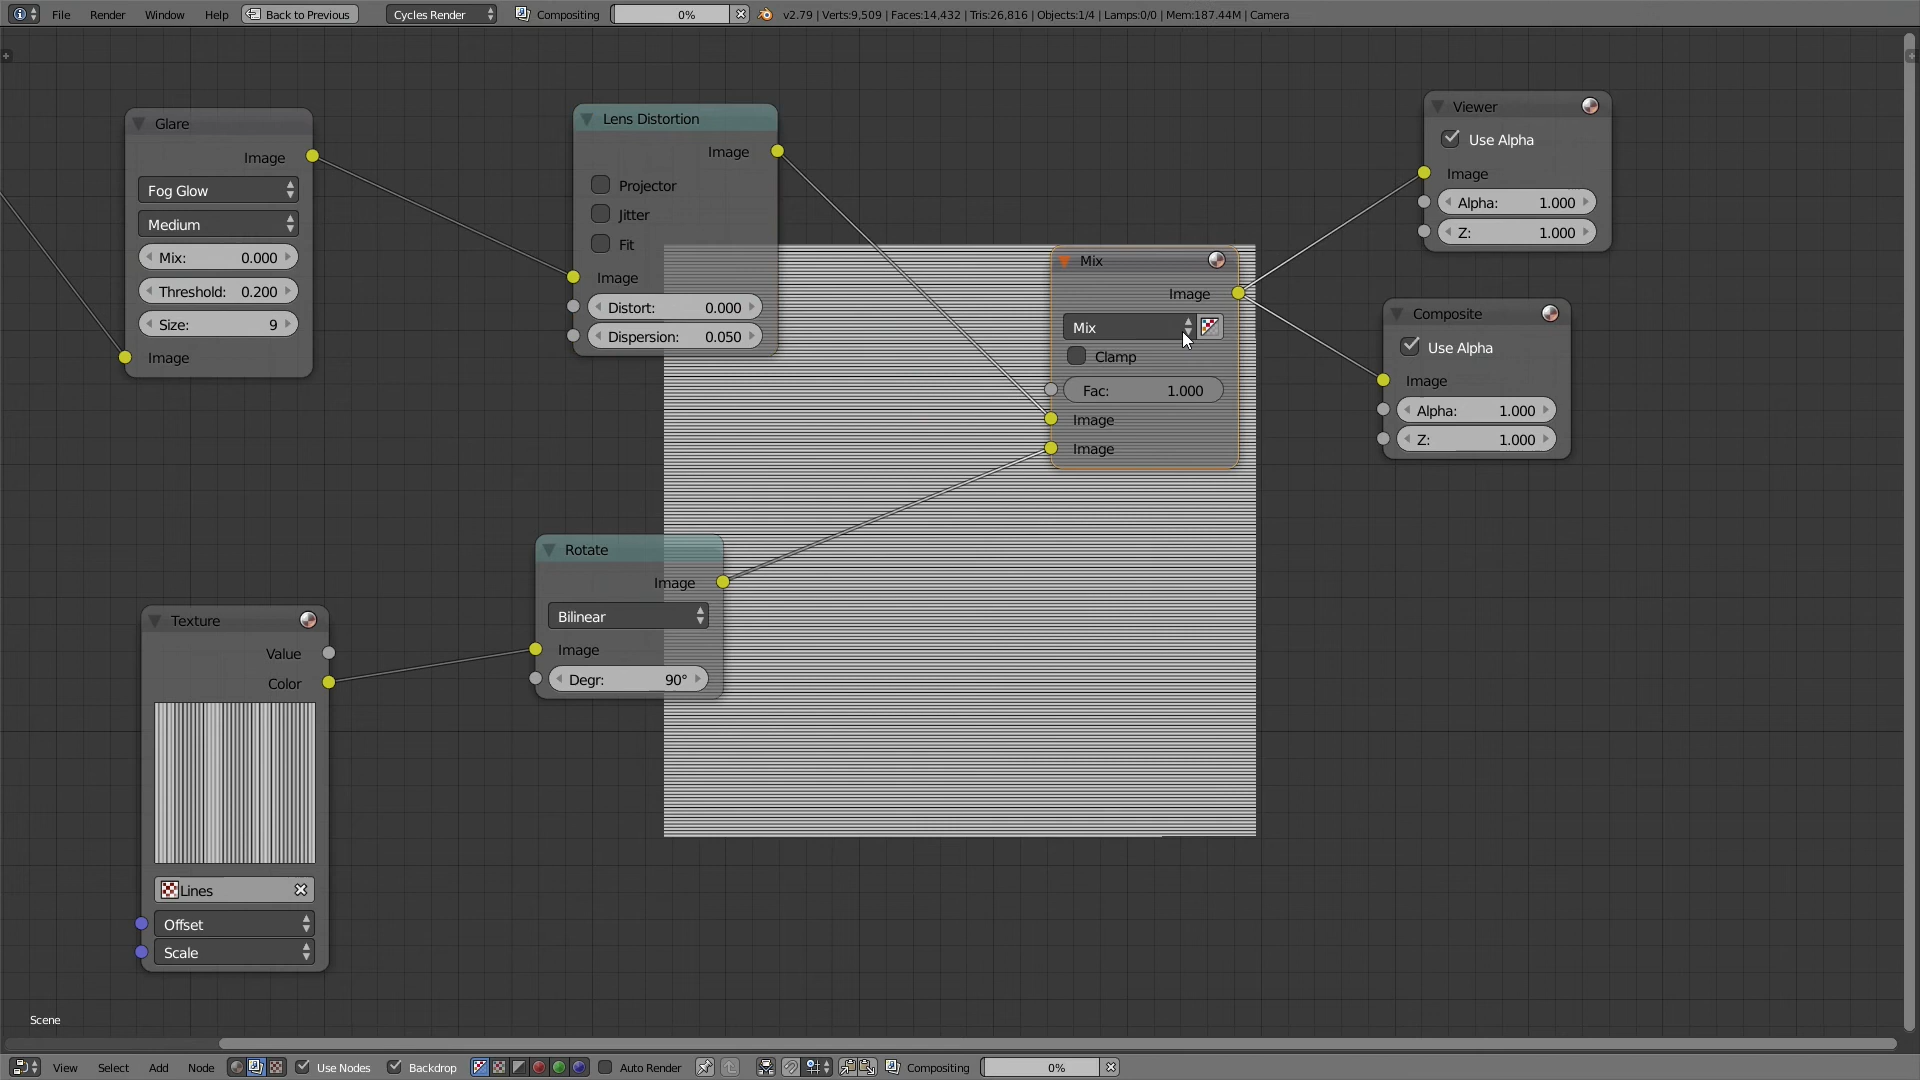 File Render Window Help Back to Previous Cycles Render Compositing 0% v2.79 | Verts:9,509 | Faces:14,432 | Tris:26,816 | Objects:1/4 | Lamps:0/0 | Mem:187.44M | Camera
Glare
Image
Fog Glow
Medium
Mix: 0.000
Threshold: 0.200
Size: 9
Image
Lens Distortion
Image
Projector
Jitter
Fit
Image
Distort: 0.000
Dispersion: 0.050
Mix
Image
Mix
Clamp
Fac: 1.000
Image
Image
Viewer
Use Alpha
Image
Alpha: 1.000
Z: 1.000
Composite
Use Alpha
Image
Alpha: 1.000
Z: 1.000
Rotate
Image
Bilinear
Image
Degr: 90°
Texture
Value
Color
Lines
Offset
Scale
Scene
View Select Add Node Use Nodes Backdrop Auto Render Compositing 0%